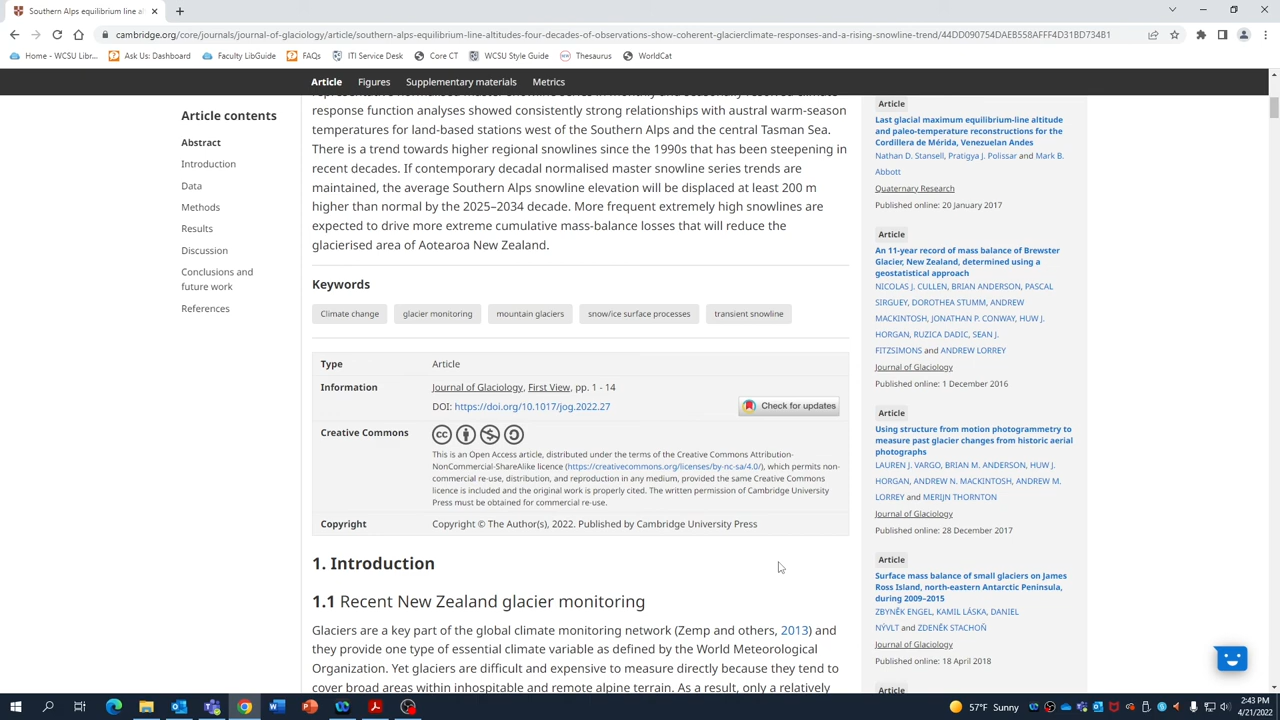 Southern Alps equilibrium line al
cambridge.org/core/journals/journal-of-glaciology/article/southern-alps-equilibrium-line-altitudes-four-decades-of-observations-show-coherent-glacierclimate-responses-and-a-rising-snowline-trend/44DD090754DAEB558AFFF4D31BD734B1
Home - WCSU Libr...
Ask Us: Dashboard
Faculty LibGuide
FAQs
ITI Service Desk
Core CT
WCSU Style Guide
Thesaurus
WorldCat
Article
Figures
Supplementary materials
Metrics
Article contents
Abstract
Introduction
Data
Methods
Results
Discussion
Conclusions and
future work
References
response function analyses showed consistently strong relationships with austral warm-season
temperatures for land-based stations west of the Southern Alps and the central Tasman Sea.
There is a trend towards higher regional snowlines since the 1990s that has been steepening in
recent decades. If contemporary decadal normalised master snowline series trends are
maintained, the average Southern Alps snowline elevation will be displaced at least 200 m
higher than normal by the 2025–2034 decade. More frequent extremely high snowlines are
expected to drive more extreme cumulative mass-balance losses that will reduce the
glacierised area of Aotearoa New Zealand.
Keywords
Climate change
glacier monitoring
mountain glaciers
snow/ice surface processes
transient snowline
Type Article
Information Journal of Glaciology, First View, pp. 1 - 14
DOI: https://doi.org/10.1017/jog.2022.27
Check for updates
Creative Commons
This is an Open Access article, distributed under the terms of the Creative Commons Attribution-
NonCommercial-ShareAlike licence (https://creativecommons.org/licenses/by-nc-sa/4.0/), which permits non-
commercial re-use, distribution, and reproduction in any medium, provided the same Creative Commons
licence is included and the original work is properly cited. The written permission of Cambridge University
Press must be obtained for commercial re-use.
Copyright Copyright © The Author(s), 2022. Published by Cambridge University Press
1. Introduction
1.1 Recent New Zealand glacier monitoring
Glaciers are a key part of the global climate monitoring network (Zemp and others, 2013) and
they provide one type of essential climate variable as defined by the World Meteorological
Organization. Yet glaciers are difficult and expensive to measure directly because they tend to
cover broad areas within inhospitable and remote alpine terrain. As a result, only a relatively
Article
Last glacial maximum equilibrium-line altitude
and paleo-temperature reconstructions for the
Cordillera de Mérida, Venezuelan Andes
Nathan D. Stansell, Pratigya J. Polissar and Mark B.
Abbott
Quaternary Research
Published online: 20 January 2017
Article
An 11-year record of mass balance of Brewster
Glacier, New Zealand, determined using a
geostatistical approach
NICOLAS J. CULLEN, BRIAN ANDERSON, PASCAL
SIRGUEY, DOROTHEA STUMM, ANDREW
MACKINTOSH, JONATHAN P. CONWAY, HUW J.
HORGAN, RUZICA DADIC, SEAN J.
FITZSIMONS and ANDREW LORREY
Journal of Glaciology
Published online: 1 December 2016
Article
Using structure from motion photogrammetry to
measure past glacier changes from historic aerial
photographs
LAUREN J. VARGO, BRIAN M. ANDERSON, HUW J.
HORGAN, ANDREW N. MACKINTOSH, ANDREW M.
LORREY and MERIJN THORNTON
Journal of Glaciology
Published online: 28 December 2017
Article
Surface mass balance of small glaciers on James
Ross Island, north-eastern Antarctic Peninsula,
during 2009–2015
ZBYNĚK ENGEL, KAMIL LÁSKA, DANIEL
NÝVLT and ZDENĚK STACHOŇ
Journal of Glaciology
Published online: 18 April 2018
Article
57°F Sunny
2:43 PM
4/21/2022